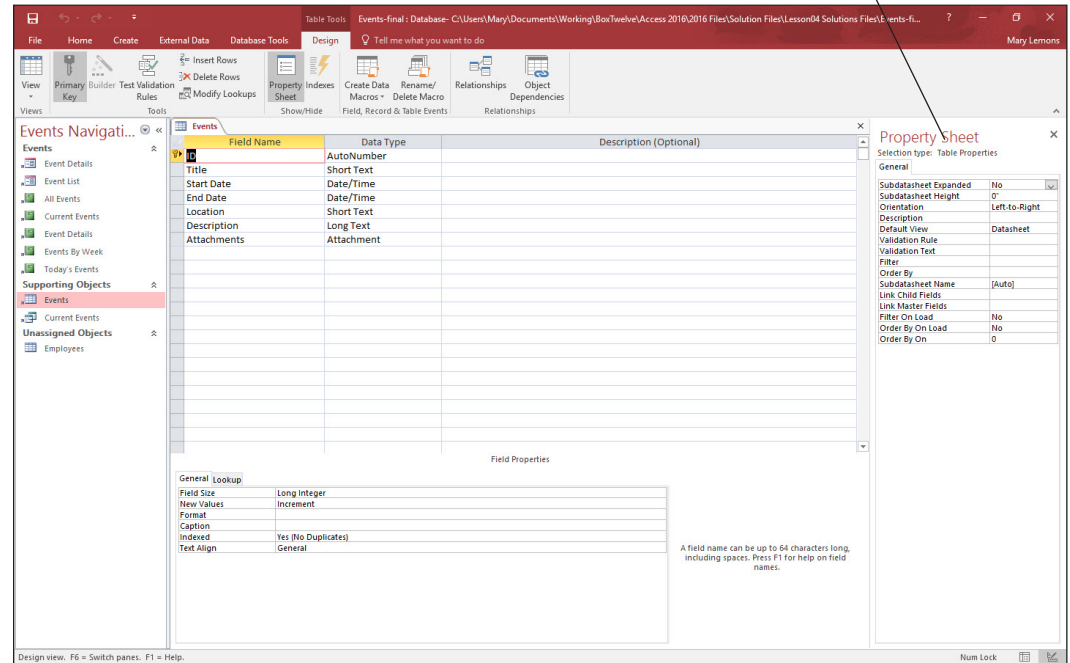 Table Tools Events-final : Database- C:\Users\Mary\Documents\Working\BoxTwelve\Access 2016\2016 Files\Solution Files\Lesson04 Solutions Files\Events-fi... ?
File Home Create External Data Database Tools Design Tell me what you want to do Mary Lemons
View
Primary Key
Builder
Test Validation Rules
Insert Rows
Delete Rows
Modify Lookups
Property Sheet
Indexes
Create Data Macros
Rename/ Delete Macro
Relationships
Object Dependencies
Views Tools Show/Hide Field, Record & Table Events Relationships
Events Navigati...
Events
Event Details
Event List
All Events
Current Events
Event Details
Events By Week
Today's Events
Supporting Objects
Events
Current Events
Unassigned Objects
Employees
Events
Field Name Data Type Description (Optional)
ID AutoNumber
Title Short Text
Start Date Date/Time
End Date Date/Time
Location Short Text
Description Long Text
Attachments Attachment
Field Properties
General Lookup
Field Size Long Integer
New Values Increment
Format
Caption
Indexed Yes (No Duplicates)
Text Align General
A field name can be up to 64 characters long,
including spaces. Press F1 for help on field
names.
Property Sheet
Selection type: Table Properties
General
Subdatasheet Expanded No
Subdatasheet Height 0"
Orientation Left-to-Right
Description
Default View Datasheet
Validation Rule
Validation Text
Filter
Order By
Subdatasheet Name [Auto]
Link Child Fields
Link Master Fields
Filter On Load No
Order By On Load No
Order By On 0
Design view. F6 = Switch panes. F1 = Help. Num Lock